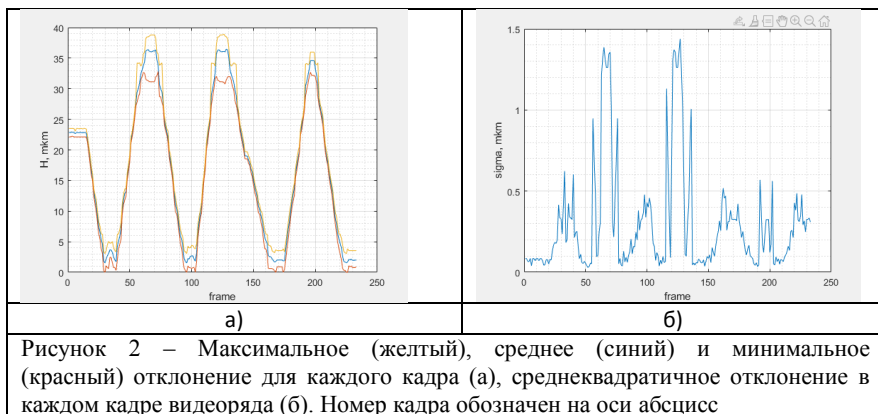 40
35
30
25
20
15
10
5
0
H, mkm
0 50 100 150 200 250
frame
1.5
1
0.5
0
sigma, mkm
0 50 100 150 200 250
frame
а)
б)
Рисунок 2 – Максимальное (желтый), среднее (синий) и минимальное
(красный) отклонение для каждого кадра (а), среднеквадратичное отклонение в
каждом кадре видеоряда (б). Номер кадра обозначен на оси абсцисс